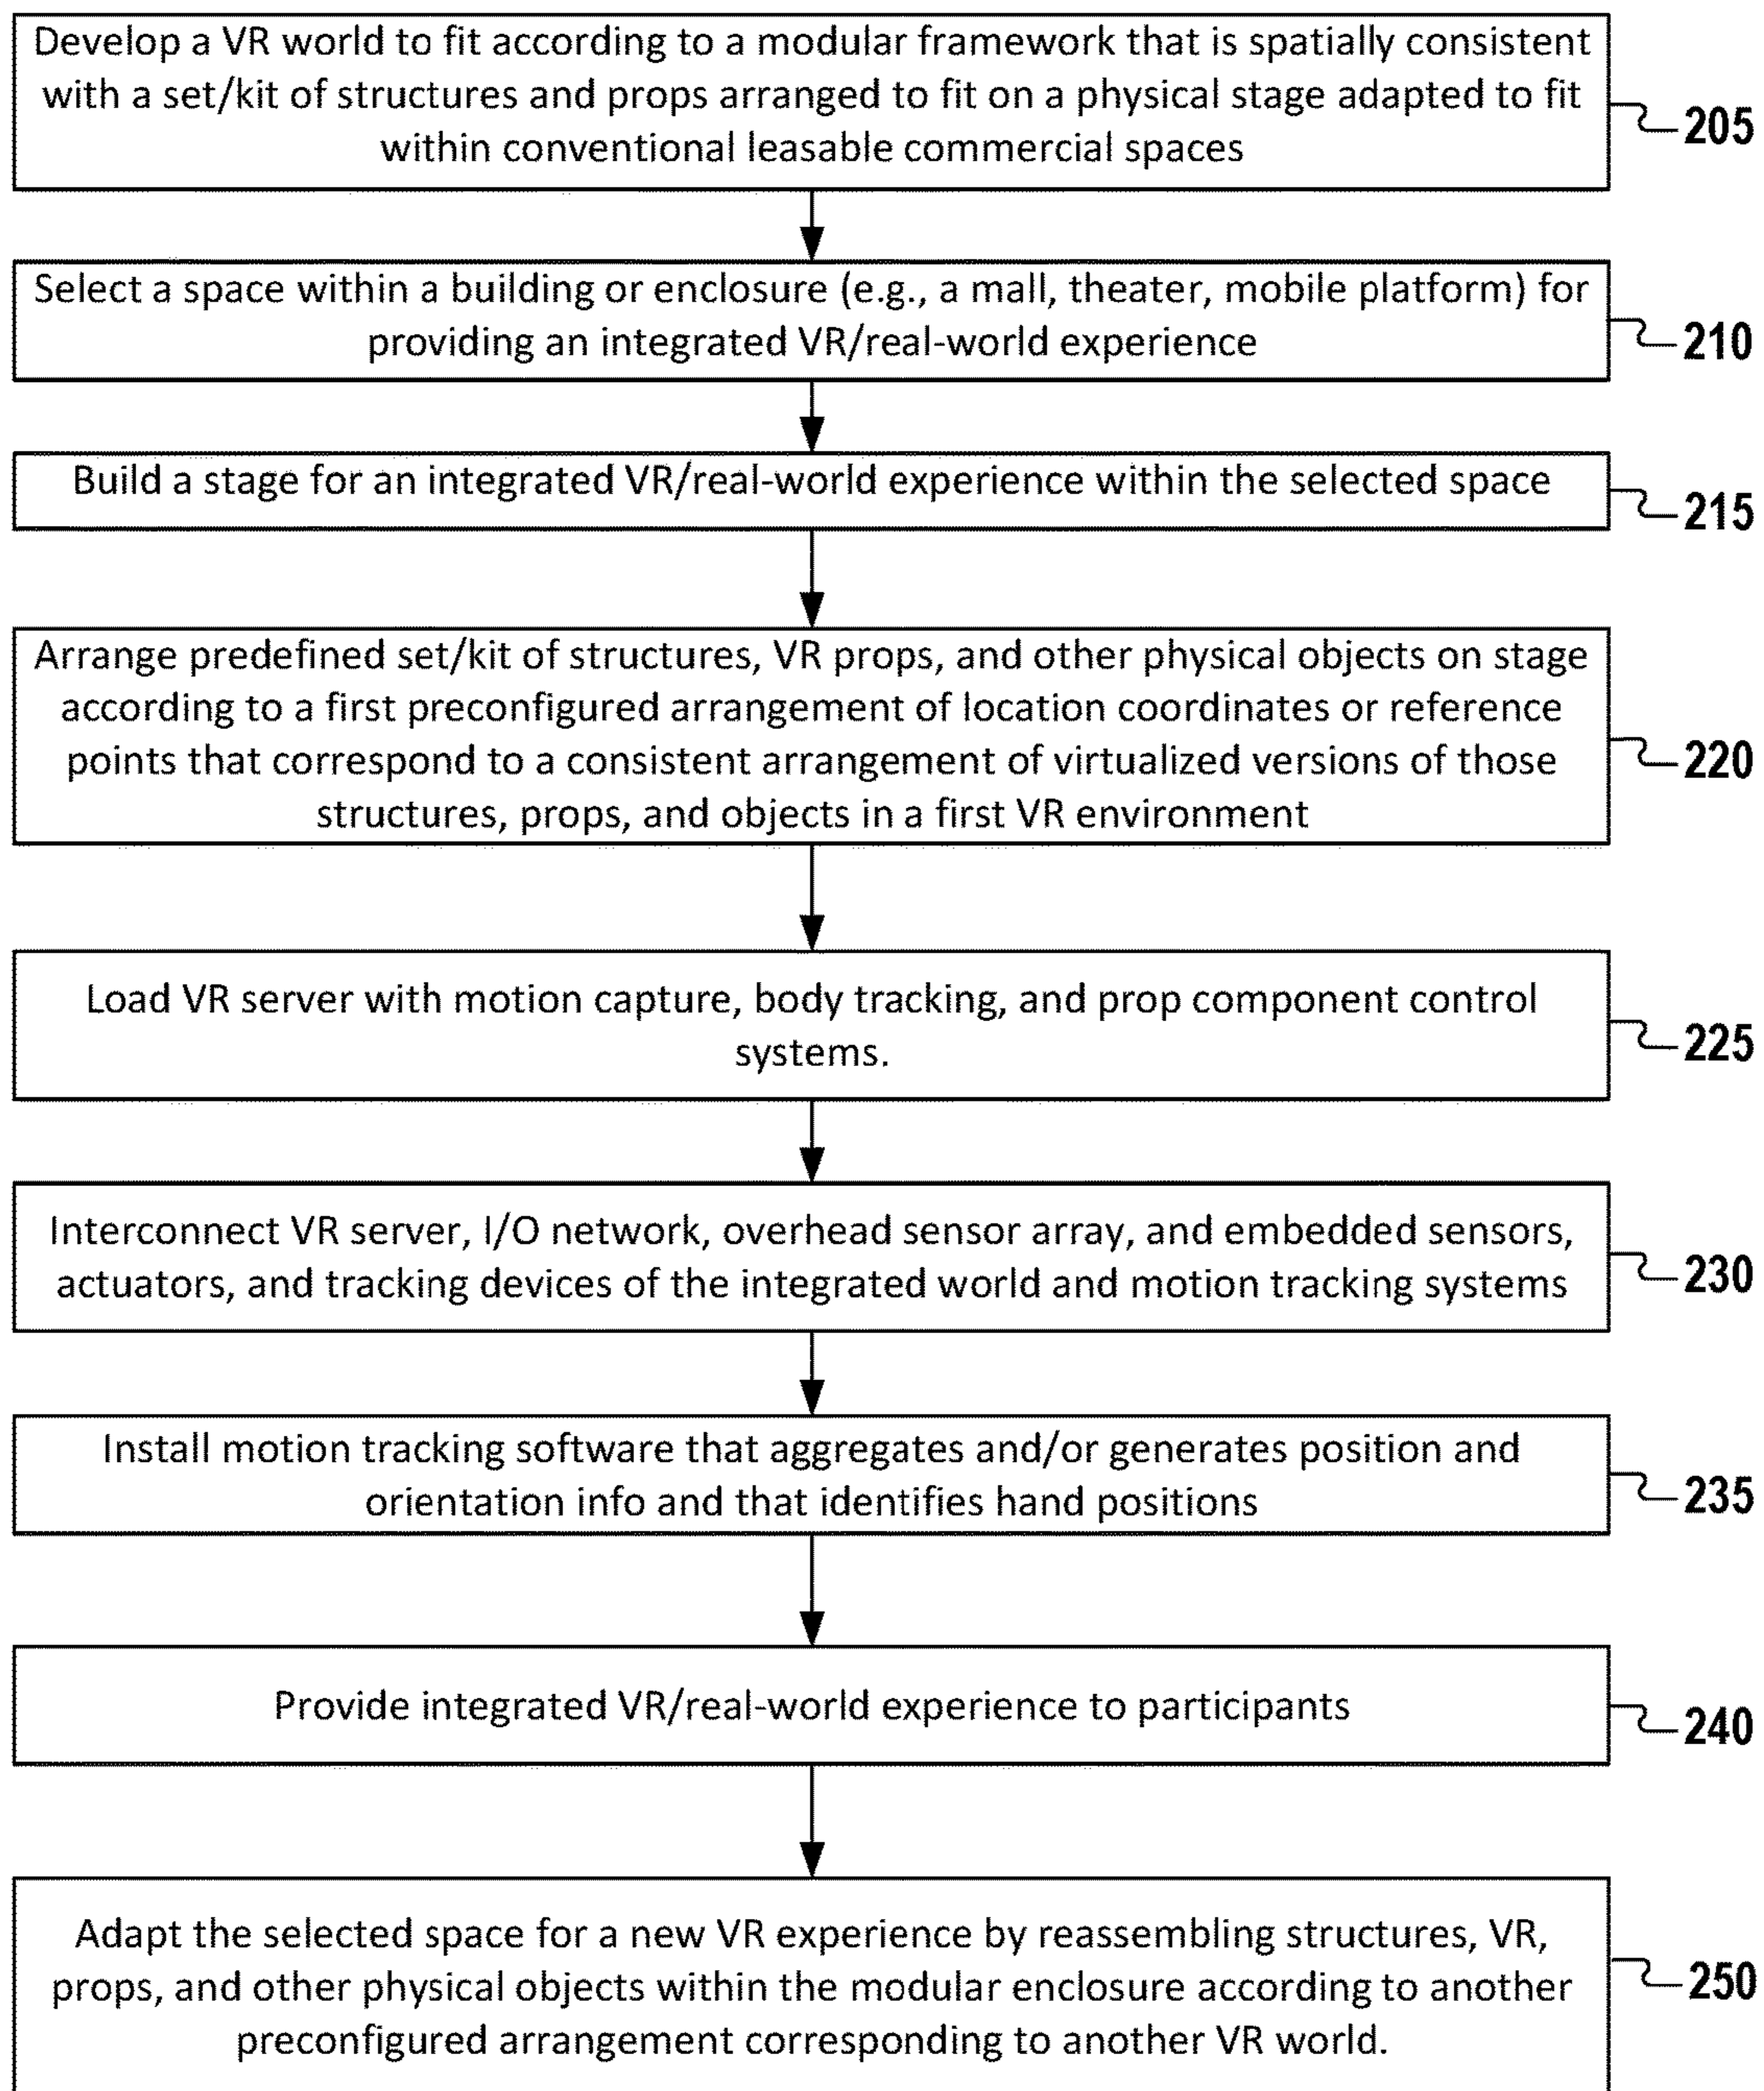 Develop a VR world to fit according to a modular framework that is spatially consistent
with a set/kit of structures and props arranged to fit on a physical stage adapted to fit
within conventional leasable commercial spaces
205
Select a space within a building or enclosure (e.g., a mall, theater, mobile platform) for
providing an integrated VR/real-world experience
210
Build a stage for an integrated VR/real-world experience within the selected space
215
Arrange predefined set/kit of structures, VR props, and other physical objects on stage
according to a first preconfigured arrangement of location coordinates or reference
points that correspond to a consistent arrangement of virtualized versions of those
structures, props, and objects in a first VR environment
220
Load VR server with motion capture, body tracking, and prop component control
systems.
225
Interconnect VR server, I/O network, overhead sensor array, and embedded sensors,
actuators, and tracking devices of the integrated world and motion tracking systems
230
Install motion tracking software that aggregates and/or generates position and
orientation info and that identifies hand positions
235
Provide integrated VR/real-world experience to participants
240
Adapt the selected space for a new VR experience by reassembling structures, VR,
props, and other physical objects within the modular enclosure according to another
preconfigured arrangement corresponding to another VR world.
250